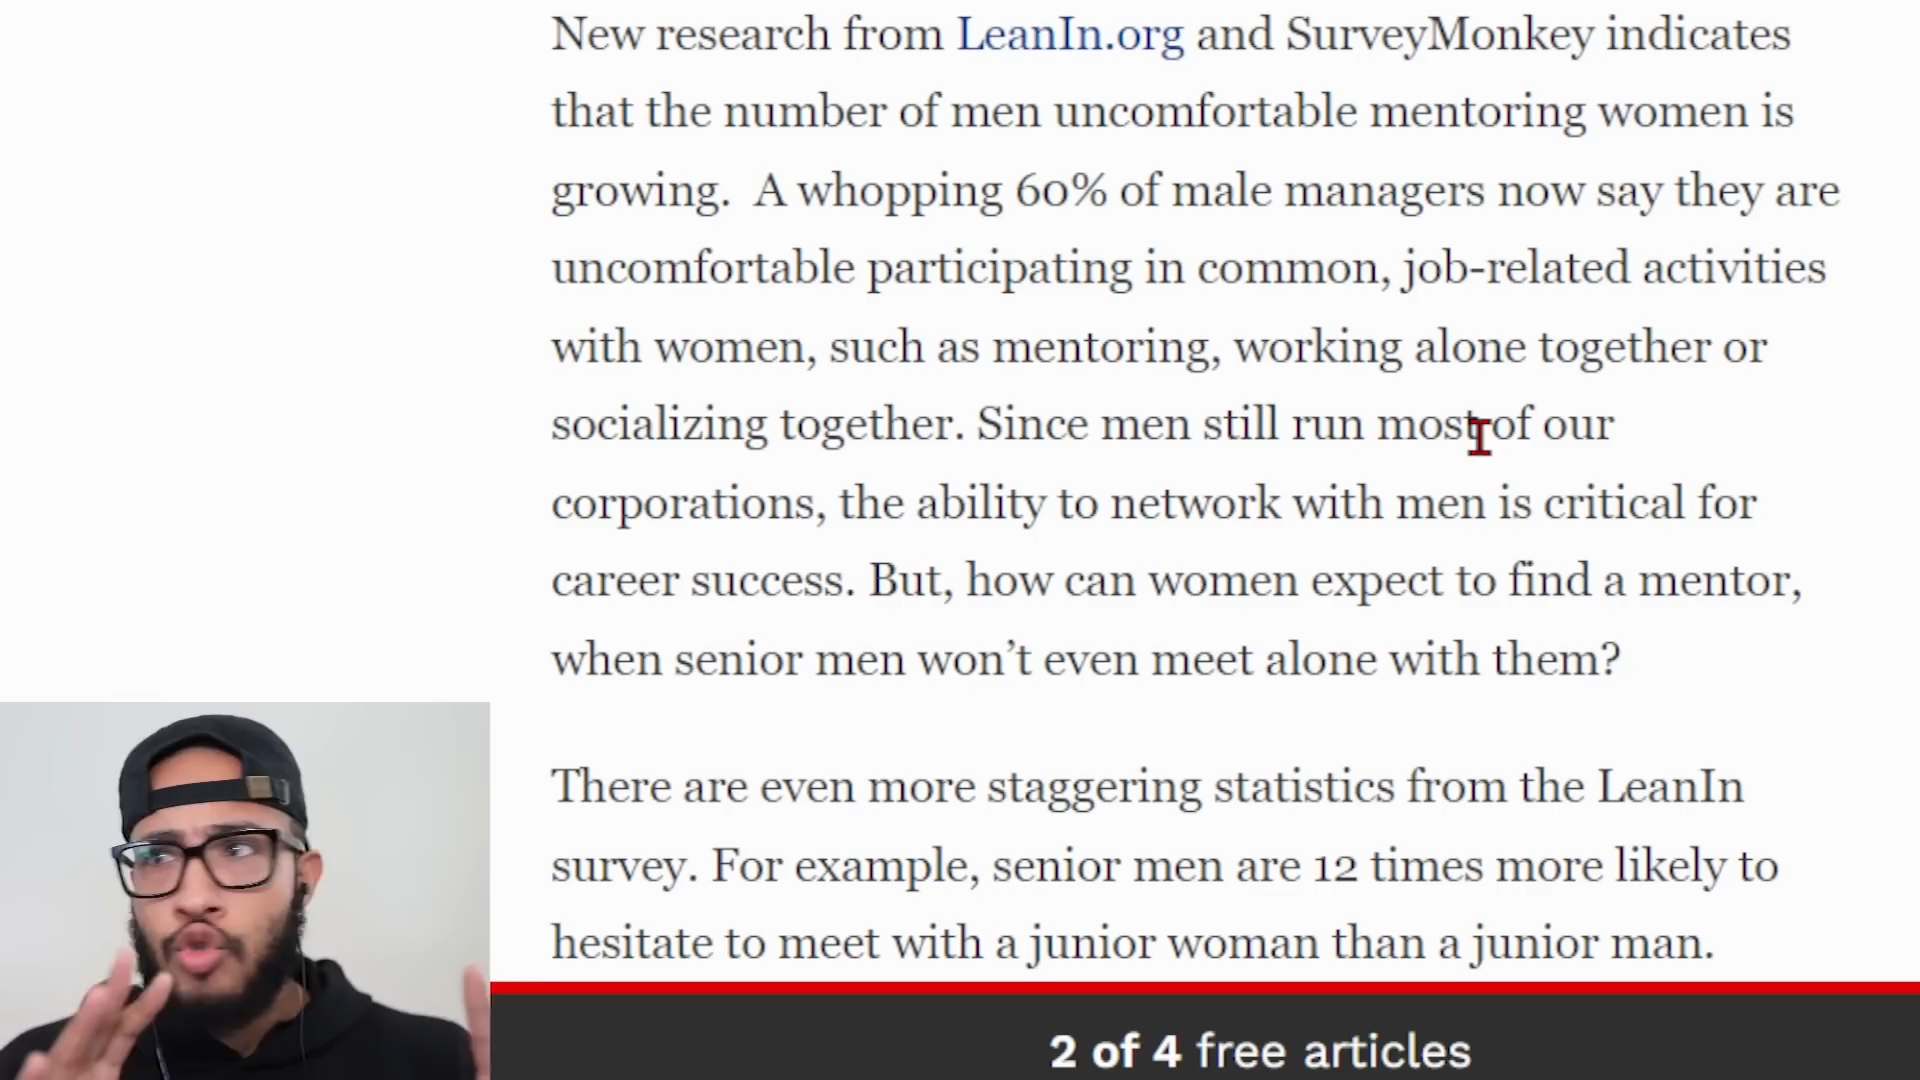 New research from LeanIn.org and SurveyMonkey indicates
that the number of men uncomfortable mentoring women is
growing.  A whopping 60% of male managers now say they are
uncomfortable participating in common, job-related activities
with women, such as mentoring, working alone together or
socializing together. Since men still run most of our
corporations, the ability to network with men is critical for
career success. But, how can women expect to find a mentor,
when senior men won’t even meet alone with them?
There are even more staggering statistics from the LeanIn
survey. For example, senior men are 12 times more likely to
hesitate to meet with a junior woman than a junior man.
2 of 4 free articles